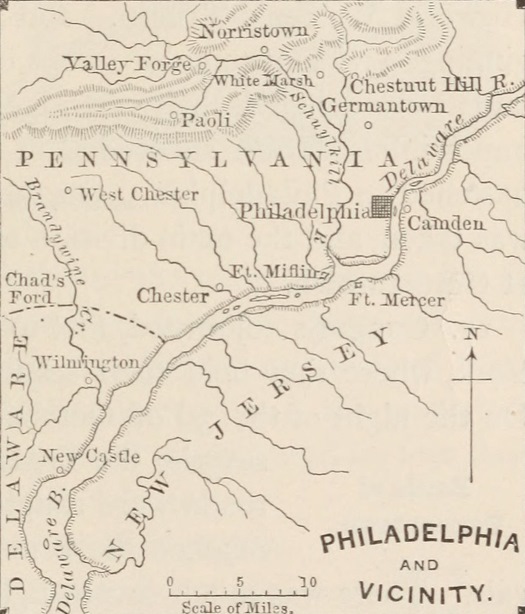 Norristown
Valley Forge
White Marsh
Chestnut Hill R.
Schuylkill
Germantown
Paoli
Delaware
PENNSYLVANIA
Brandywine
West Chester
Philadelphia
Camden
R.
Ft. Miflin
Chad's
Ford
Chester
Ft. Mercer
Cr.
N
Wilmington
NEW JERSEY
DELAWARE
New Castle
Delaware B.
PHILADELPHIA
AND
VICINITY.
0 5 10
Scale of Miles.